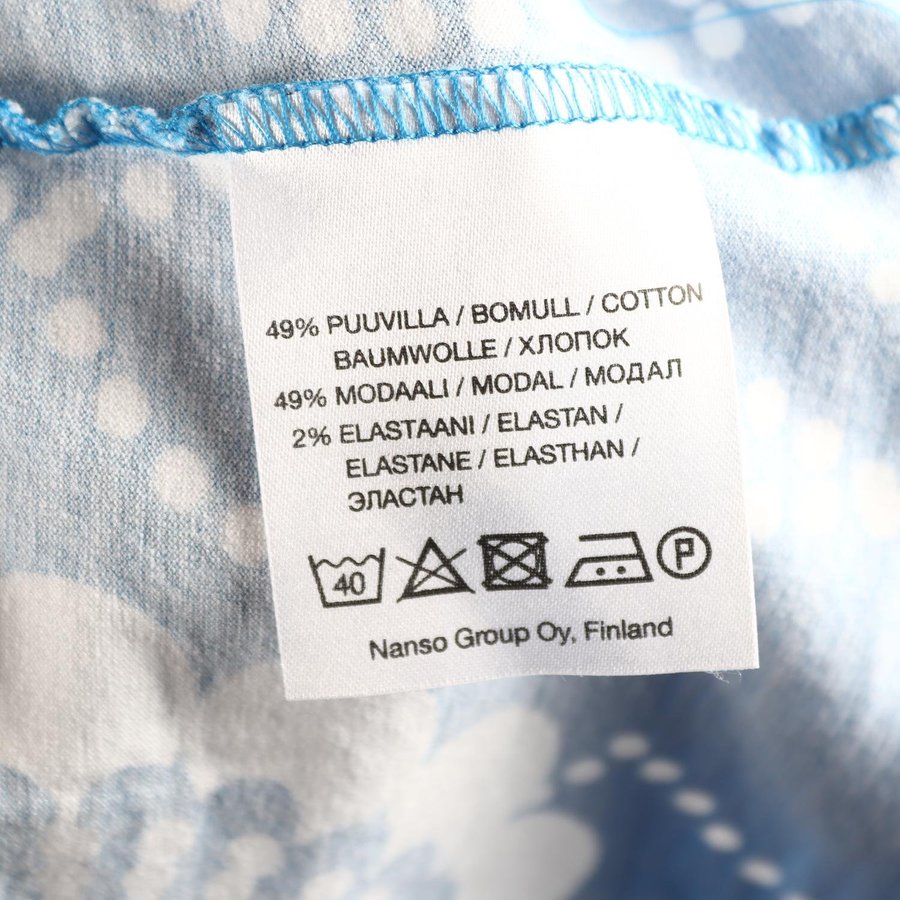 49% PUUVILLA / BOMULL / COTTON
BAUMWOLLE / ХЛОПОК
49% MODAALI / MODAL / МОДАЛ
2% ELASTAANI / ELASTAN /
ELASTANE / ELASTHAN /
ЭЛАСТАН
40 P
Nanso Group Oy, Finland